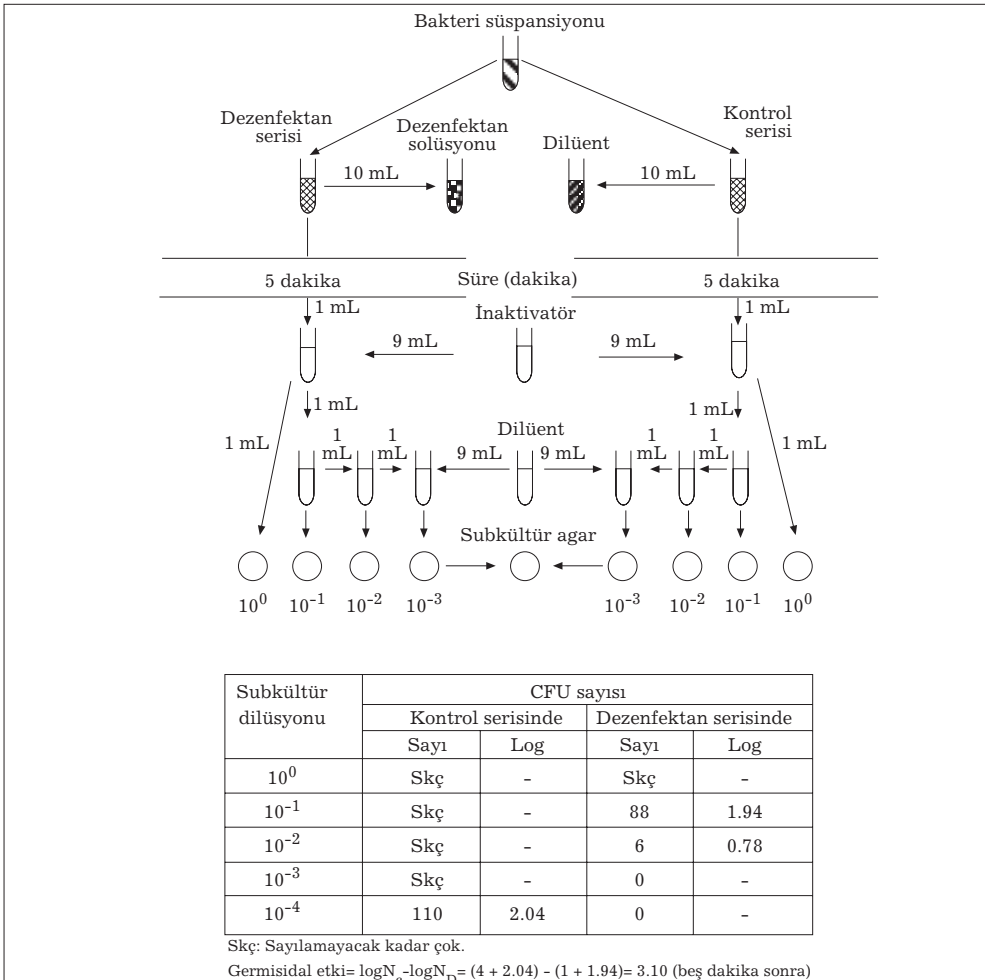 Bakteri süspansiyonu
Dezenfektan serisi
Dezenfektan solüsyonu
Dilüent
Kontrol serisi
10 mL
10 mL
5 dakika
Süre (dakika)
5 dakika
1 mL
İnaktivatör
1 mL
9 mL
9 mL
1 mL
1 mL
1 mL
1 mL
1 mL
1 mL
Dilüent
9 mL
9 mL
1 mL
1 mL
Subkültür agar
10⁰ 10⁻¹ 10⁻² 10⁻³ 10⁻³ 10⁻² 10⁻¹ 10⁰
Subkültür dilüsyonu
CFU sayısı
Kontrol serisinde Dezenfektan serisinde
Sayı Log Sayı Log
10⁰ Skç - Skç -
10⁻¹ Skç - 88 1.94
10⁻² Skç - 6 0.78
10⁻³ Skç - 0 -
10⁻⁴ 110 2.04 0 -
Skç: Sayılamayacak kadar çok.
Germisidal etki= logN_c-logN_D= (4 + 2.04) - (1 + 1.94)= 3.10 (beş dakika sonra)